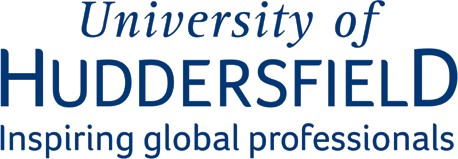 University of
HUDDERSFIELD
Inspiring global professionals